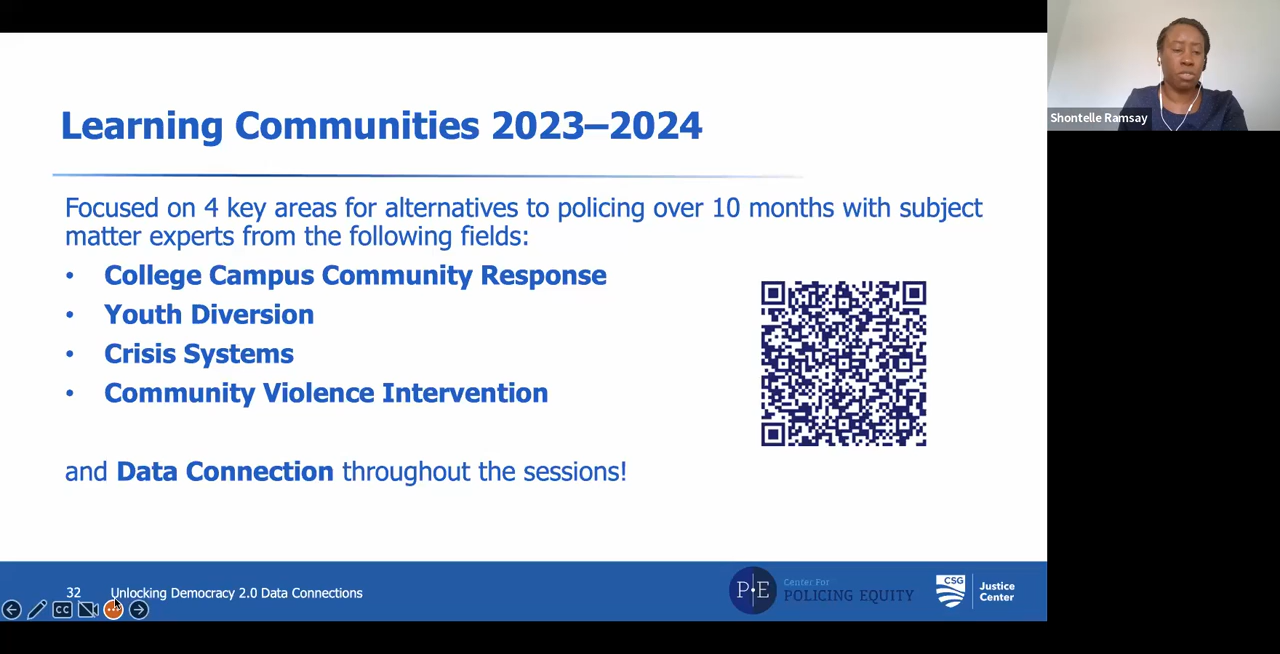 Learning Communities 2023–2024
Focused on 4 key areas for alternatives to policing over 10 months with subject
matter experts from the following fields:
• College Campus Community Response
• Youth Diversion
• Crisis Systems
• Community Violence Intervention
and Data Connection throughout the sessions!
32 Unlocking Democracy 2.0 Data Connections
CC
P E
Center For
POLICING EQUITY
CSG
Justice
Center
Shontelle Ramsay